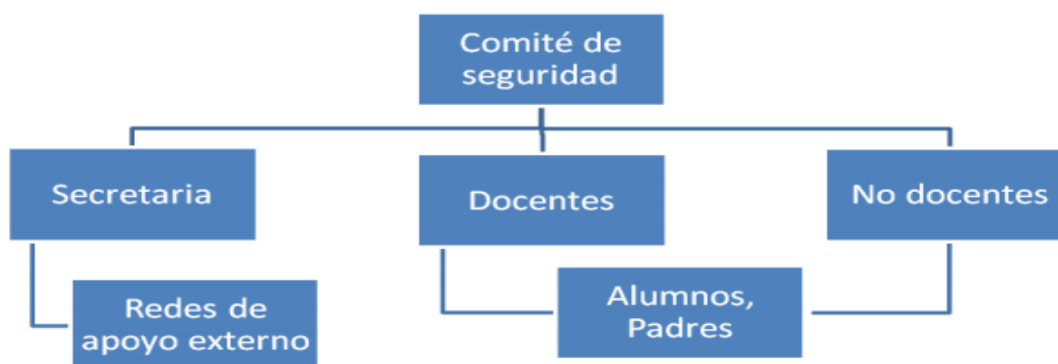 Comité de
seguridad
Secretaria
Docentes
No docentes
Redes de
apoyo externo
Alumnos,
Padres